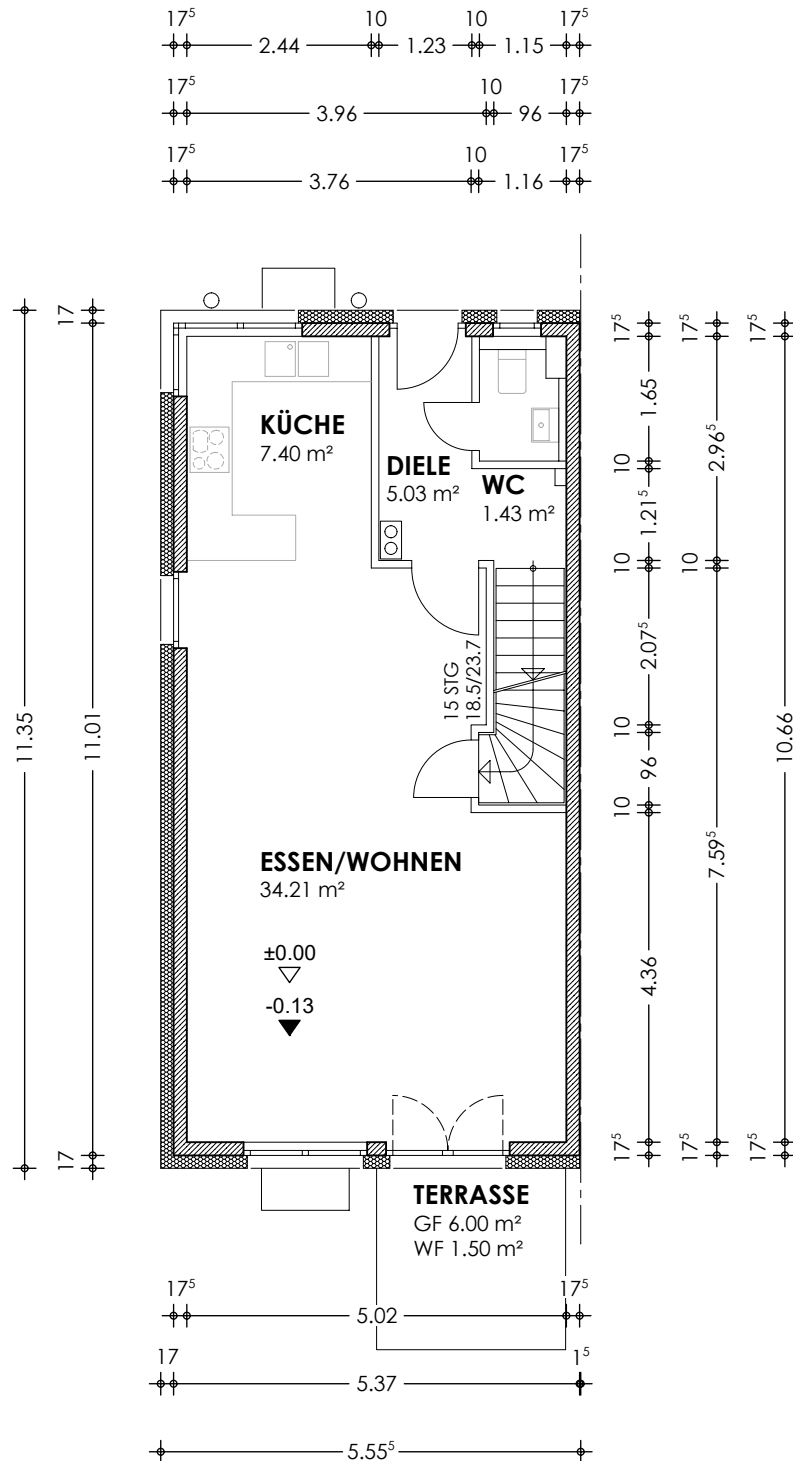 17⁵ 10 10 17⁵
2.44 1.23 1.15
17⁵ 10 17⁵
3.96 96
17⁵ 10 17⁵
3.76 1.16
17
11.01
17
11.35
KÜCHE
7.40 m²
DIELE
5.03 m²
WC
1.43 m²
15 STG
18.5/23.7
ESSEN/WOHNEN
34.21 m²
±0.00
-0.13
TERRASSE
GF 6.00 m²
WF 1.50 m²
17⁵
1.65
10
1.21⁵
10
2.07⁵
10
96
10
4.36
17⁵
17⁵
2.96⁵
10
7.59⁵
17⁵
17⁵
10.66
17⁵
17⁵ 17⁵
5.02
17 1⁵
5.37
5.55⁵